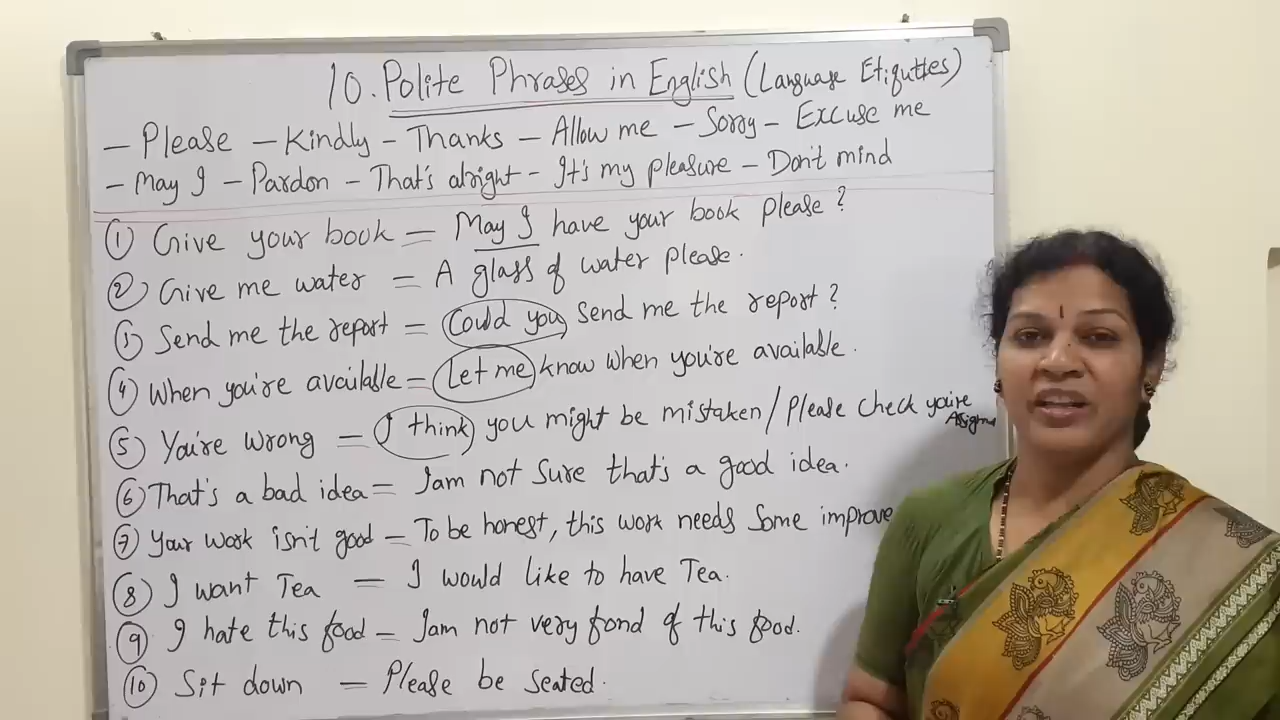 10. Polite Phrases in English (Language Etiquttes)
– Please – Kindly – Thanks – Allow me – Sorry – Excuse me
– May I – Pardon – That's alright – It's my pleasure – Don't mind
① Give your book = May I have your book please?
② Give me water = A glass of water please.
③ Send me the report = Could you send me the report?
④ When you're available = Let me know when you're available.
⑤ You're wrong = I think you might be mistaken / Please check you're
⑥ That's a bad idea = I am not sure that's a good idea.
⑦ Your work isn't good = To be honest, this work needs some improve
⑧ I want Tea = I would like to have Tea.
⑨ I hate this food = I am not very fond of this food.
⑩ Sit down = Please be seated.